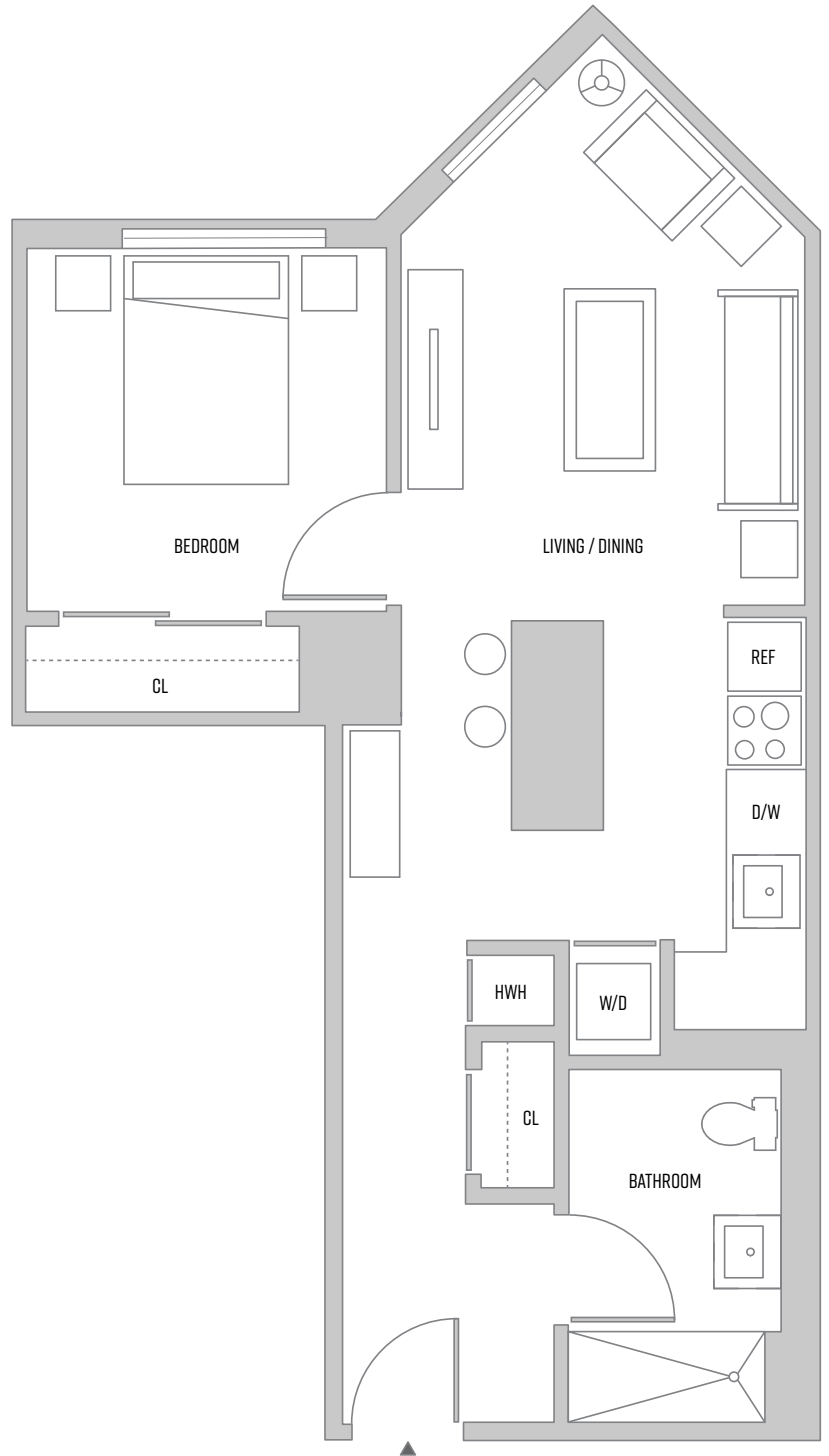 BEDROOM
LIVING / DINING
REF
CL
D/W
HWH
W/D
CL
BATHROOM